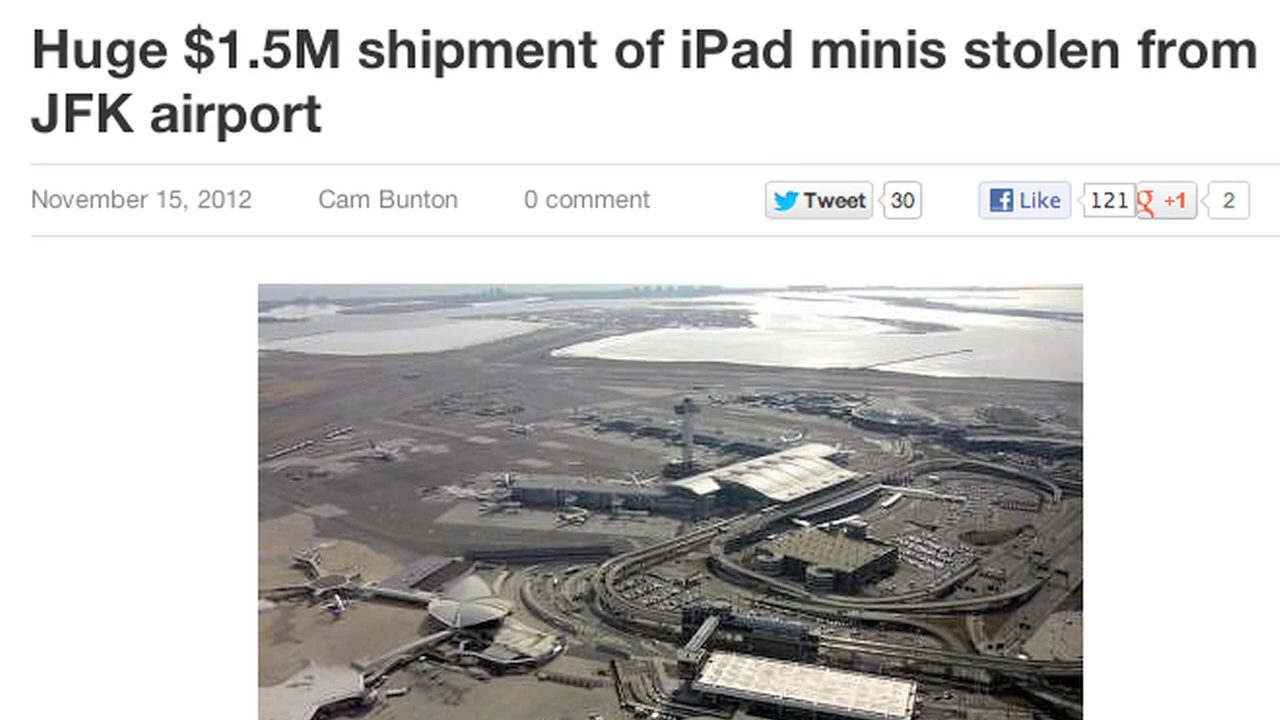 Huge $1.5M shipment of iPad minis stolen from
JFK airport
November 15, 2012 Cam Bunton 0 comment Tweet 30 Like 121 +1 2